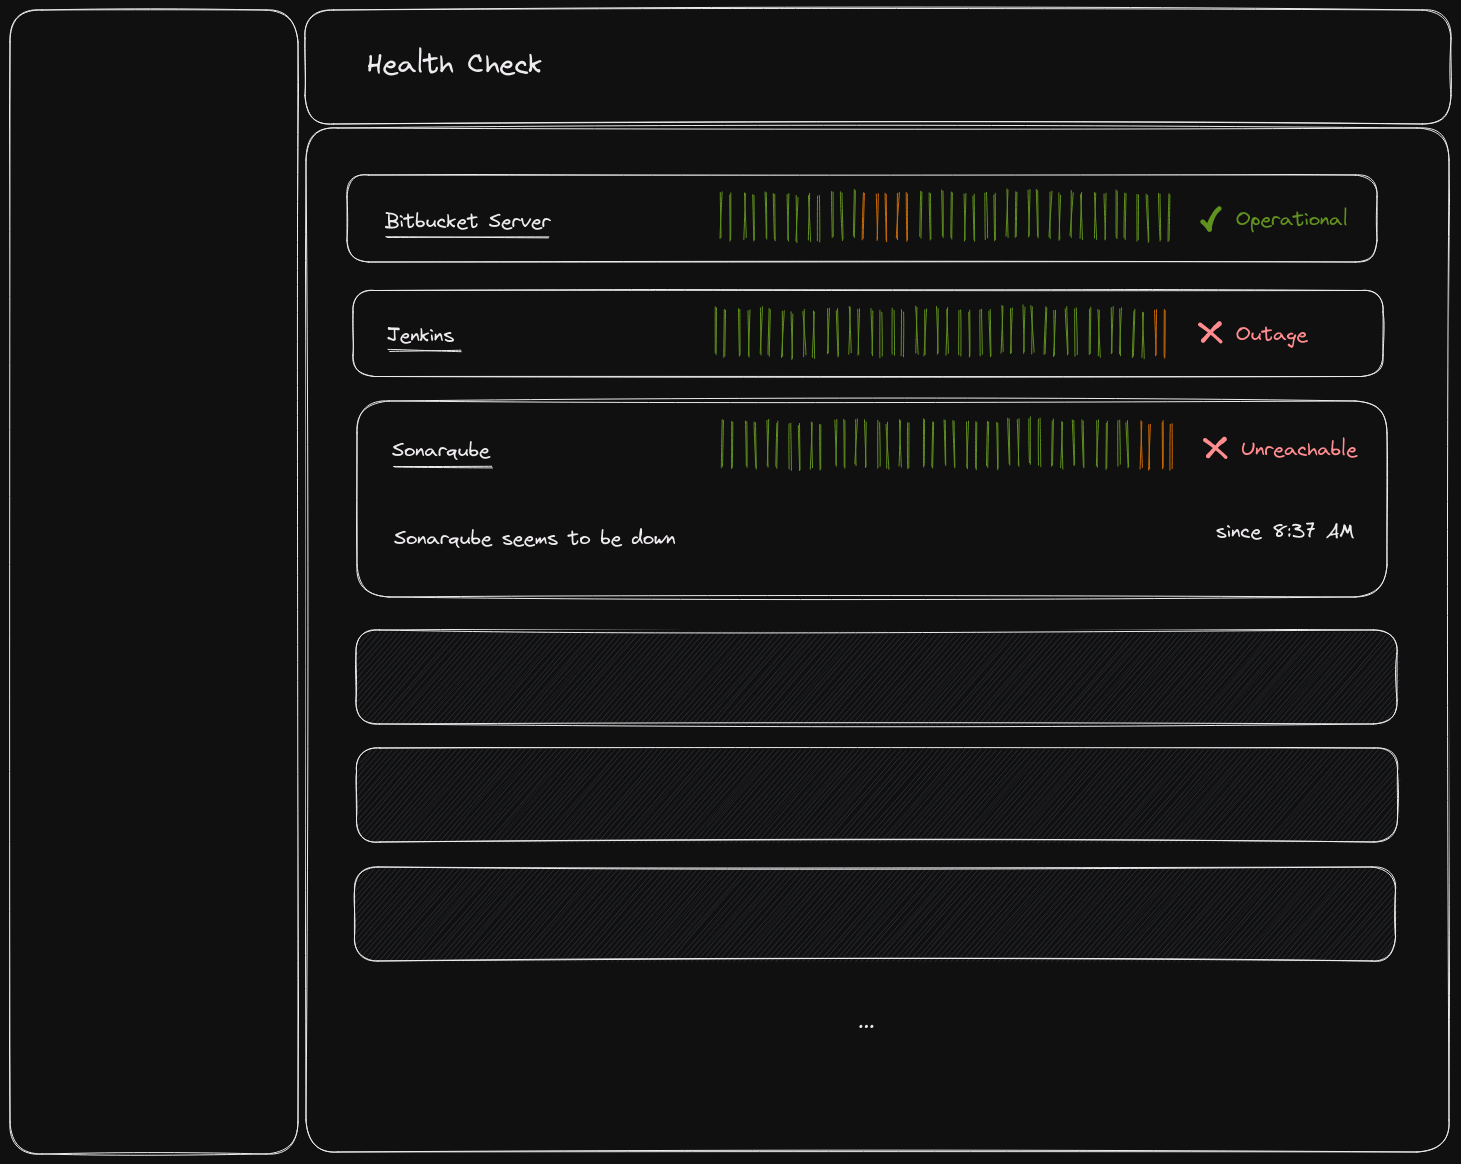 Health Check
Bitbucket Server
Operational
Jenkins
Outage
Sonarqube
Unreachable
Sonarqube seems to be down
since 8:37 AM
...